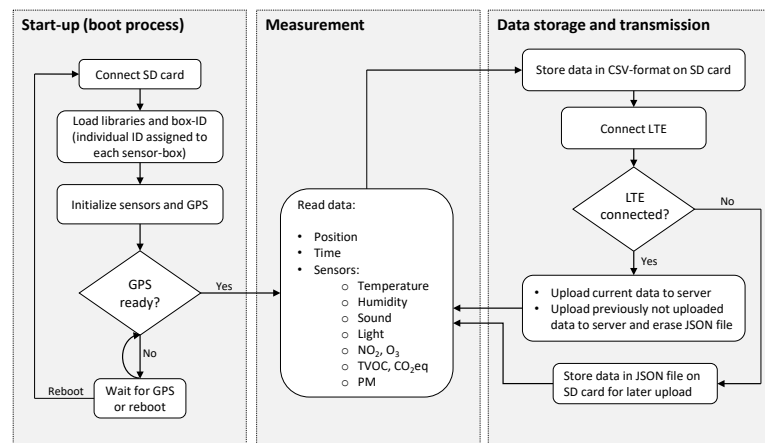 Start-up (boot process)
Connect SD card
Load libraries and box-ID
(individual ID assigned to
each sensor-box)
Initialize sensors and GPS
GPS
ready?
Yes
No
Wait for GPS
or reboot
Reboot
Measurement
Read data:
• Position
• Time
• Sensors:
o Temperature
o Humidity
o Sound
o Light
o NO₂, O₃
o TVOC, CO₂eq
o PM
Data storage and transmission
Store data in CSV-format on SD card
Connect LTE
LTE
connected?
No
Yes
• Upload current data to server
• Upload previously not uploaded
data to server and erase JSON file
Store data in JSON file on
SD card for later upload